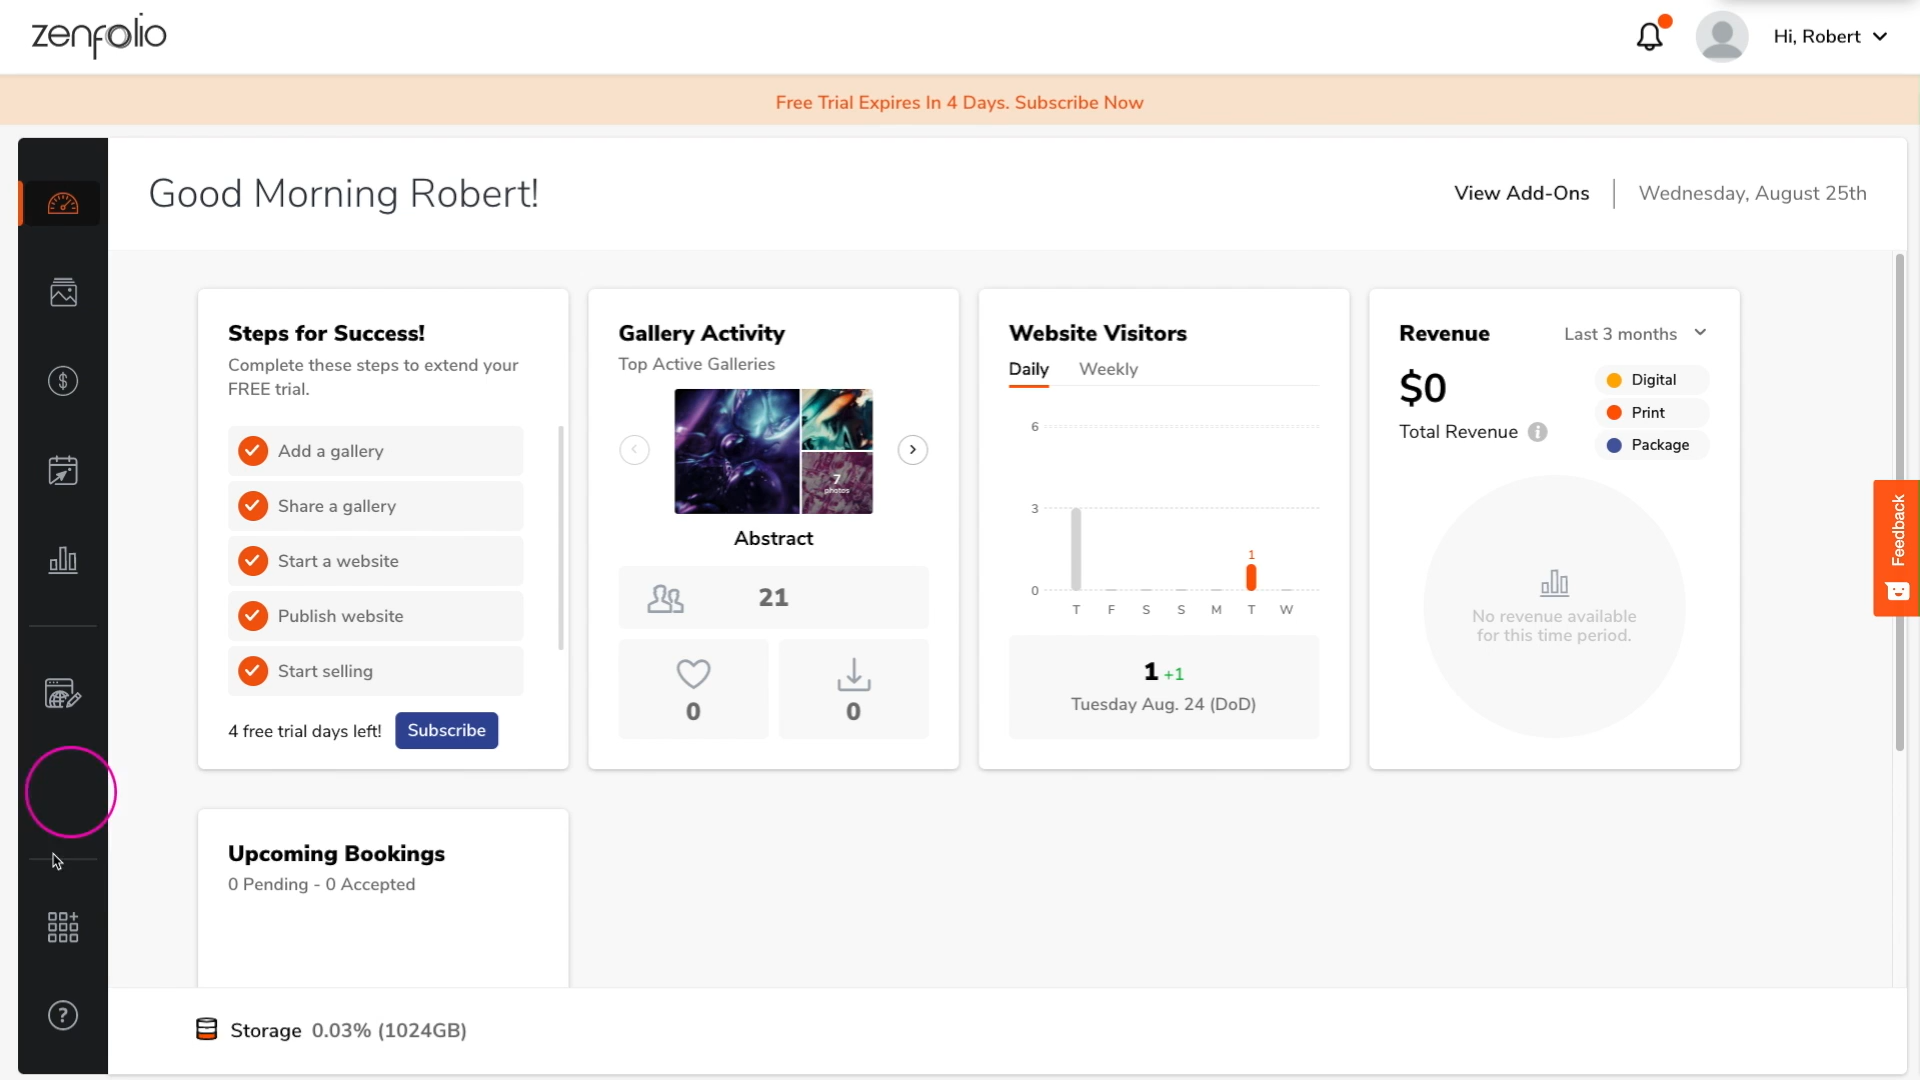 zenfolio
Hi, Robert
Free Trial Expires In 4 Days. Subscribe Now
Good Morning Robert!
View Add-Ons
Wednesday, August 25th
Steps for Success!
Complete these steps to extend your
FREE trial.
Add a gallery
Share a gallery
Start a website
Publish website
Start selling
4 free trial days left!
Subscribe
Gallery Activity
Top Active Galleries
7
photos
Abstract
21
0
0
Website Visitors
Daily
Weekly
6
3
0
1
T F S S M T W
1 +1
Tuesday Aug. 24 (DoD)
Revenue
Last 3 months
$0
Total Revenue
Digital
Print
Package
No revenue available
for this time period.
Feedback
Upcoming Bookings
0 Pending - 0 Accepted
Storage 0.03% (1024GB)